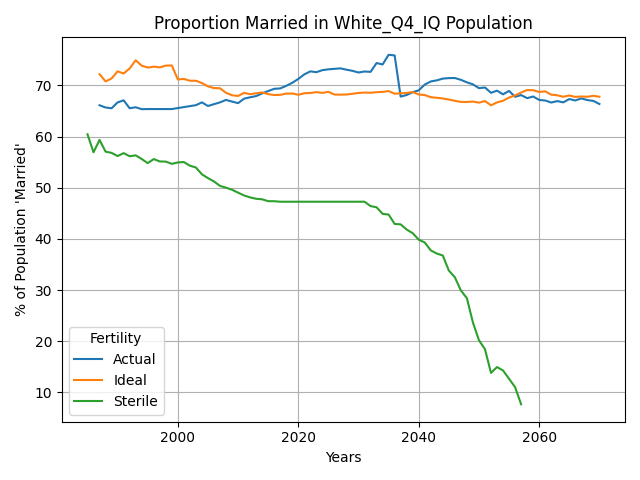 Proportion Married in White_Q4_IQ Population
% of Population 'Married'
70
60
50
40
30
20
10
Fertility
Actual
Ideal
Sterile
2000
2020
2040
2060
Years